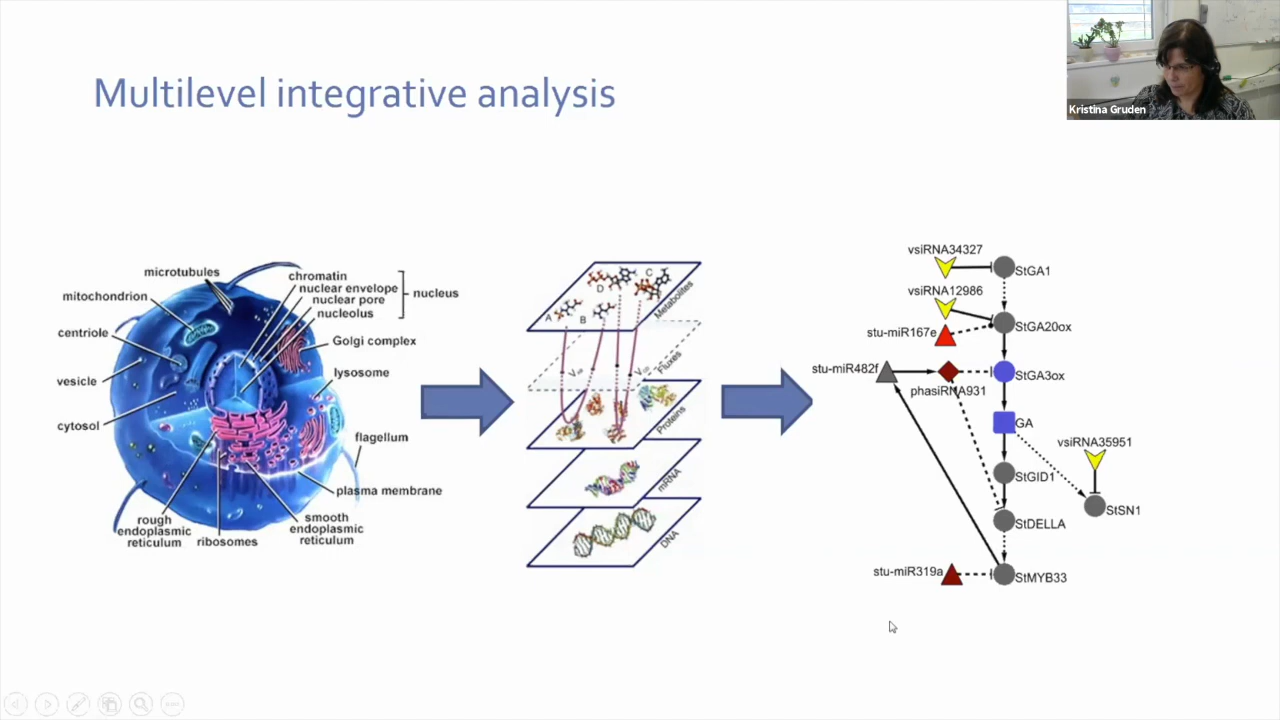 Multilevel integrative analysis
Kristina Gruden
microtubules
mitochondrion
centriole
vesicle
cytosol
rough
endoplasmic
reticulum
ribosomes
smooth
endoplasmic
reticulum
chromatin
nuclear envelope
nuclear pore
nucleolus
nucleus
Golgi complex
lysosome
flagellum
plasma membrane
A
B
C
D
Metabolites
Fluxes
Proteins
mRNA
DNA
vsiRNA34327
StGA1
vsiRNA12986
StGA20ox
stu-miR167e
stu-miR482f
phasiRNA931
StGA3ox
GA
vsiRNA35951
StGID1
StSN1
StDELLA
stu-miR319a
StMYB33